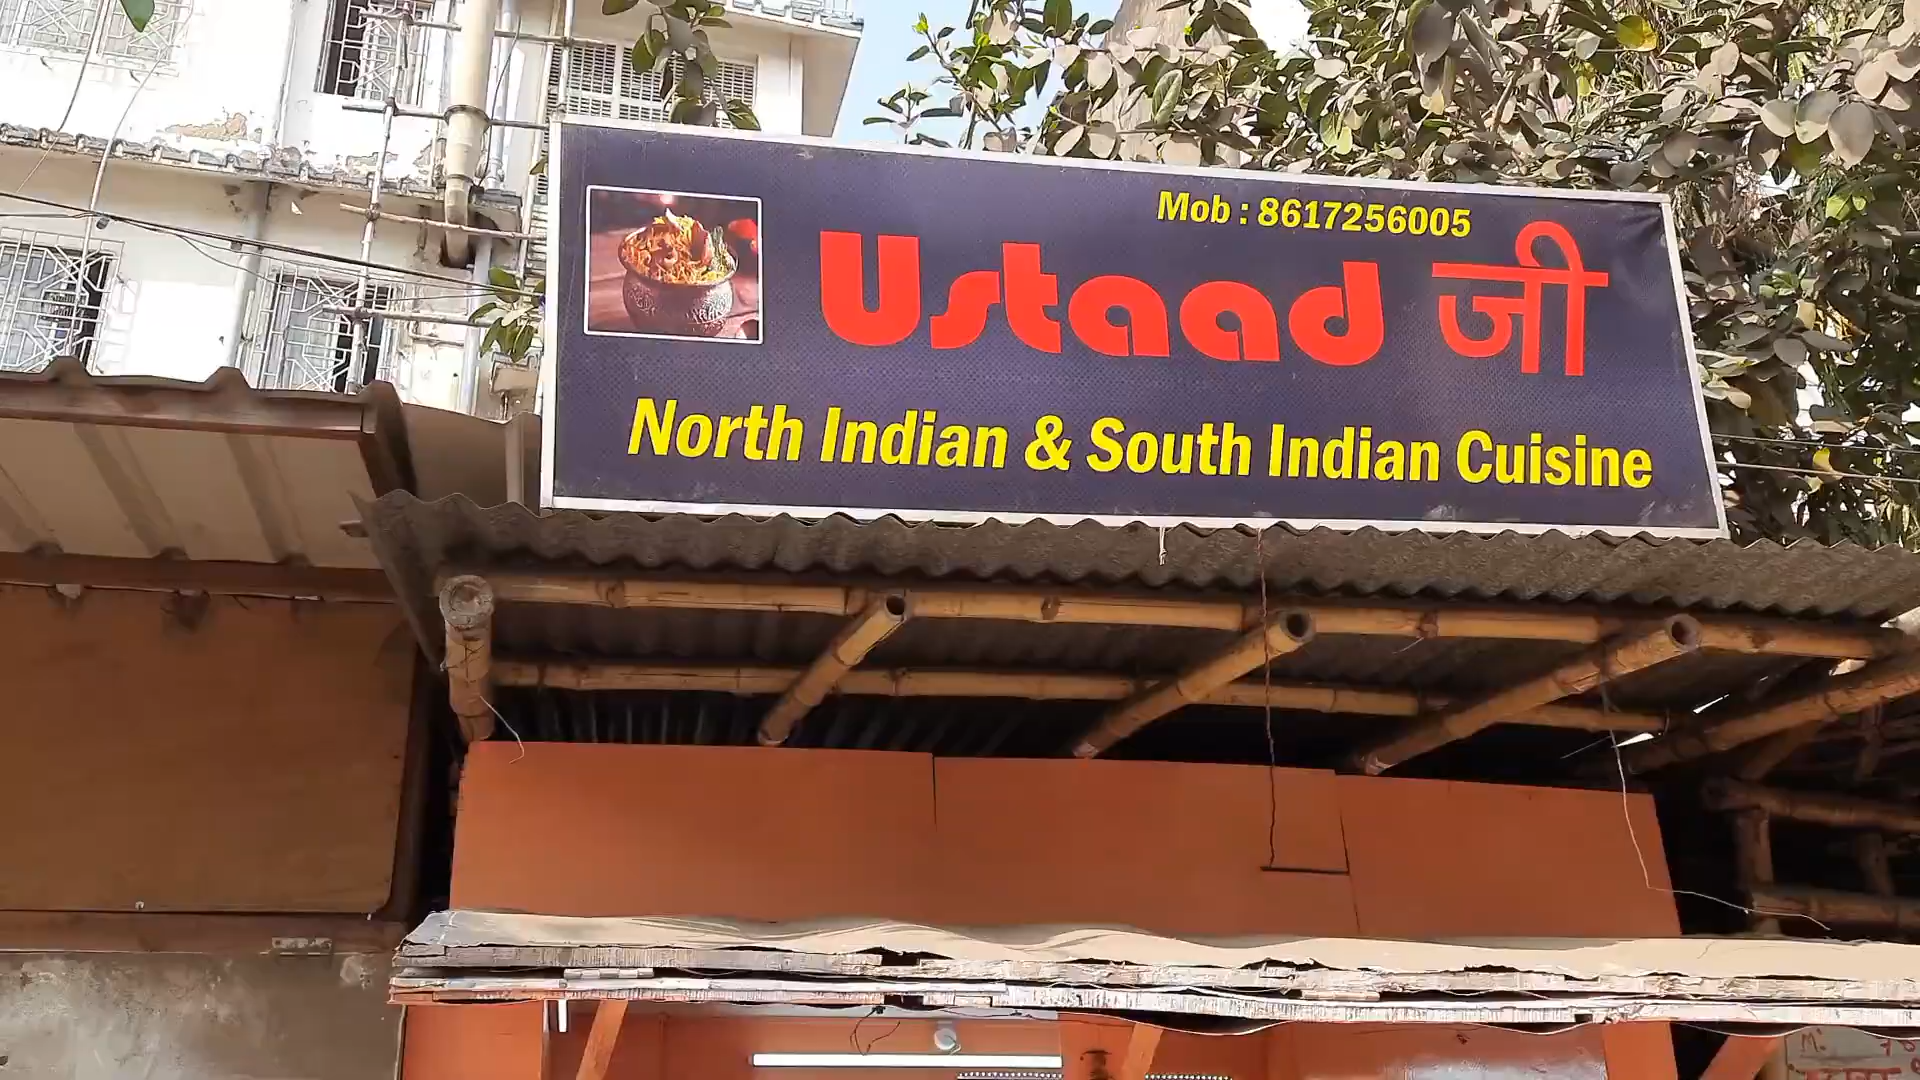 Mob : 8617256005
Ustaad जी
North Indian & South Indian Cuisine
M.